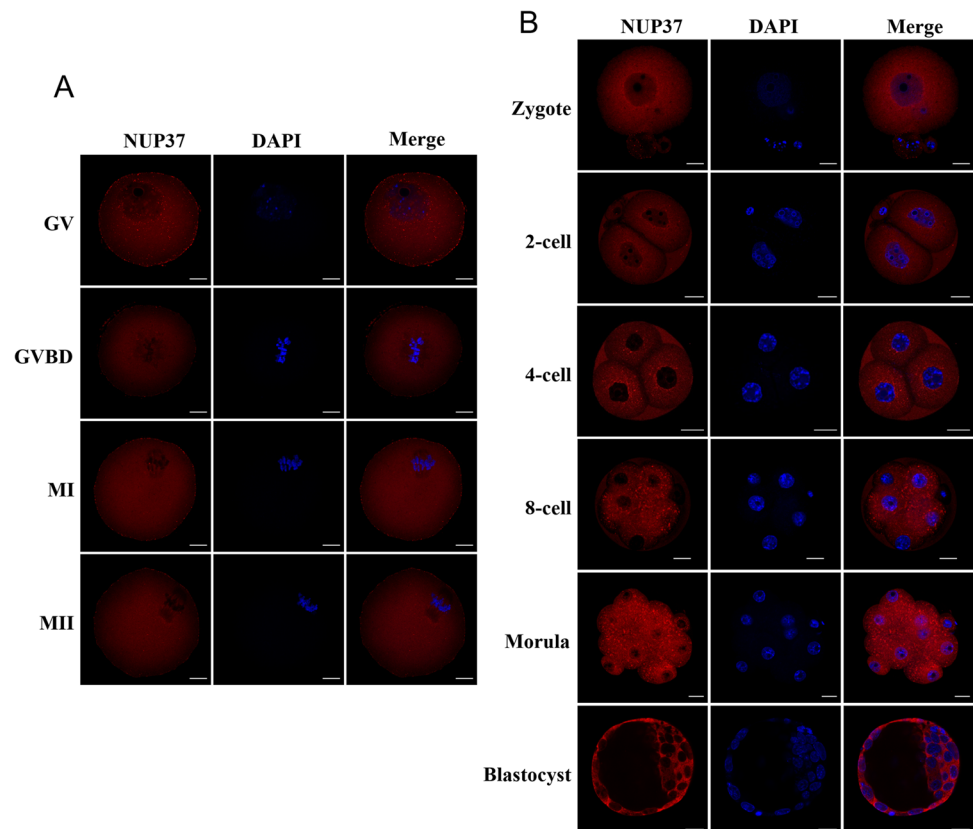 A
NUP37 DAPI Merge
GV
GVBD
MI
MII
B
NUP37 DAPI Merge
Zygote
2-cell
4-cell
8-cell
Morula
Blastocyst